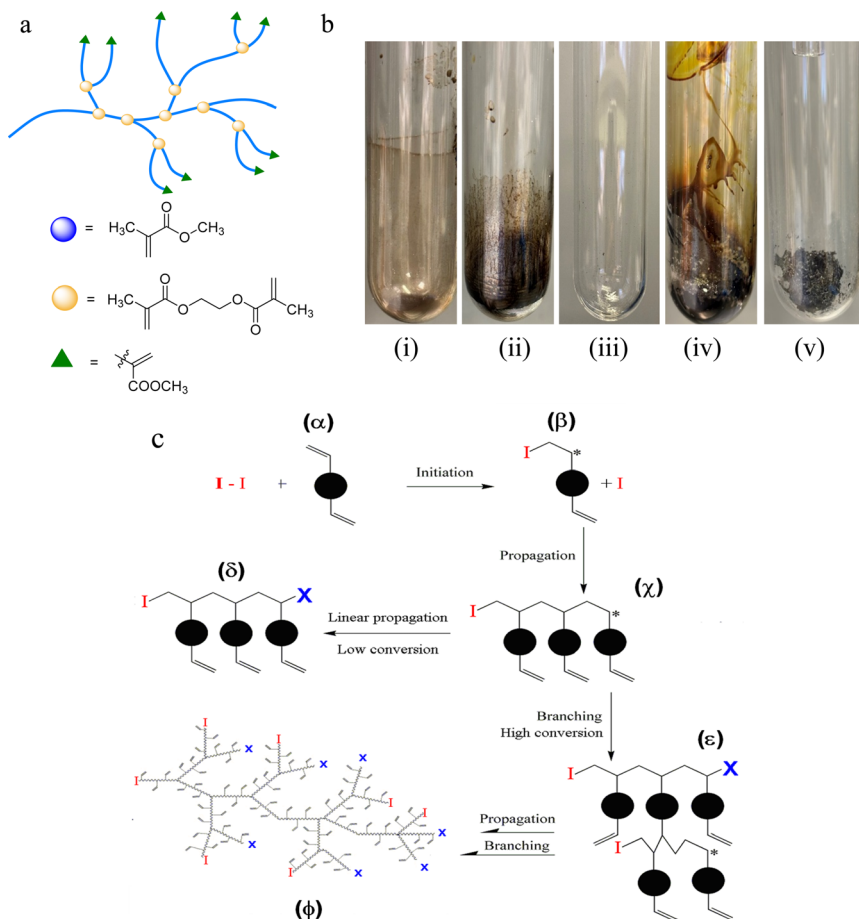 a
b
= H₃C O O CH₃
= H₃C O O O O CH₃
= COOCH₃
(i) (ii) (iii) (iv) (v)
c
(α)
(β)
I - I + Initiation I * + I
Propagation
(δ)
(χ)
I X
Linear propagation
Low conversion
I *
Branching
High conversion
(ε)
I X
Propagation
Branching
I *
I I X X X I I X X X I I X
(ϕ)